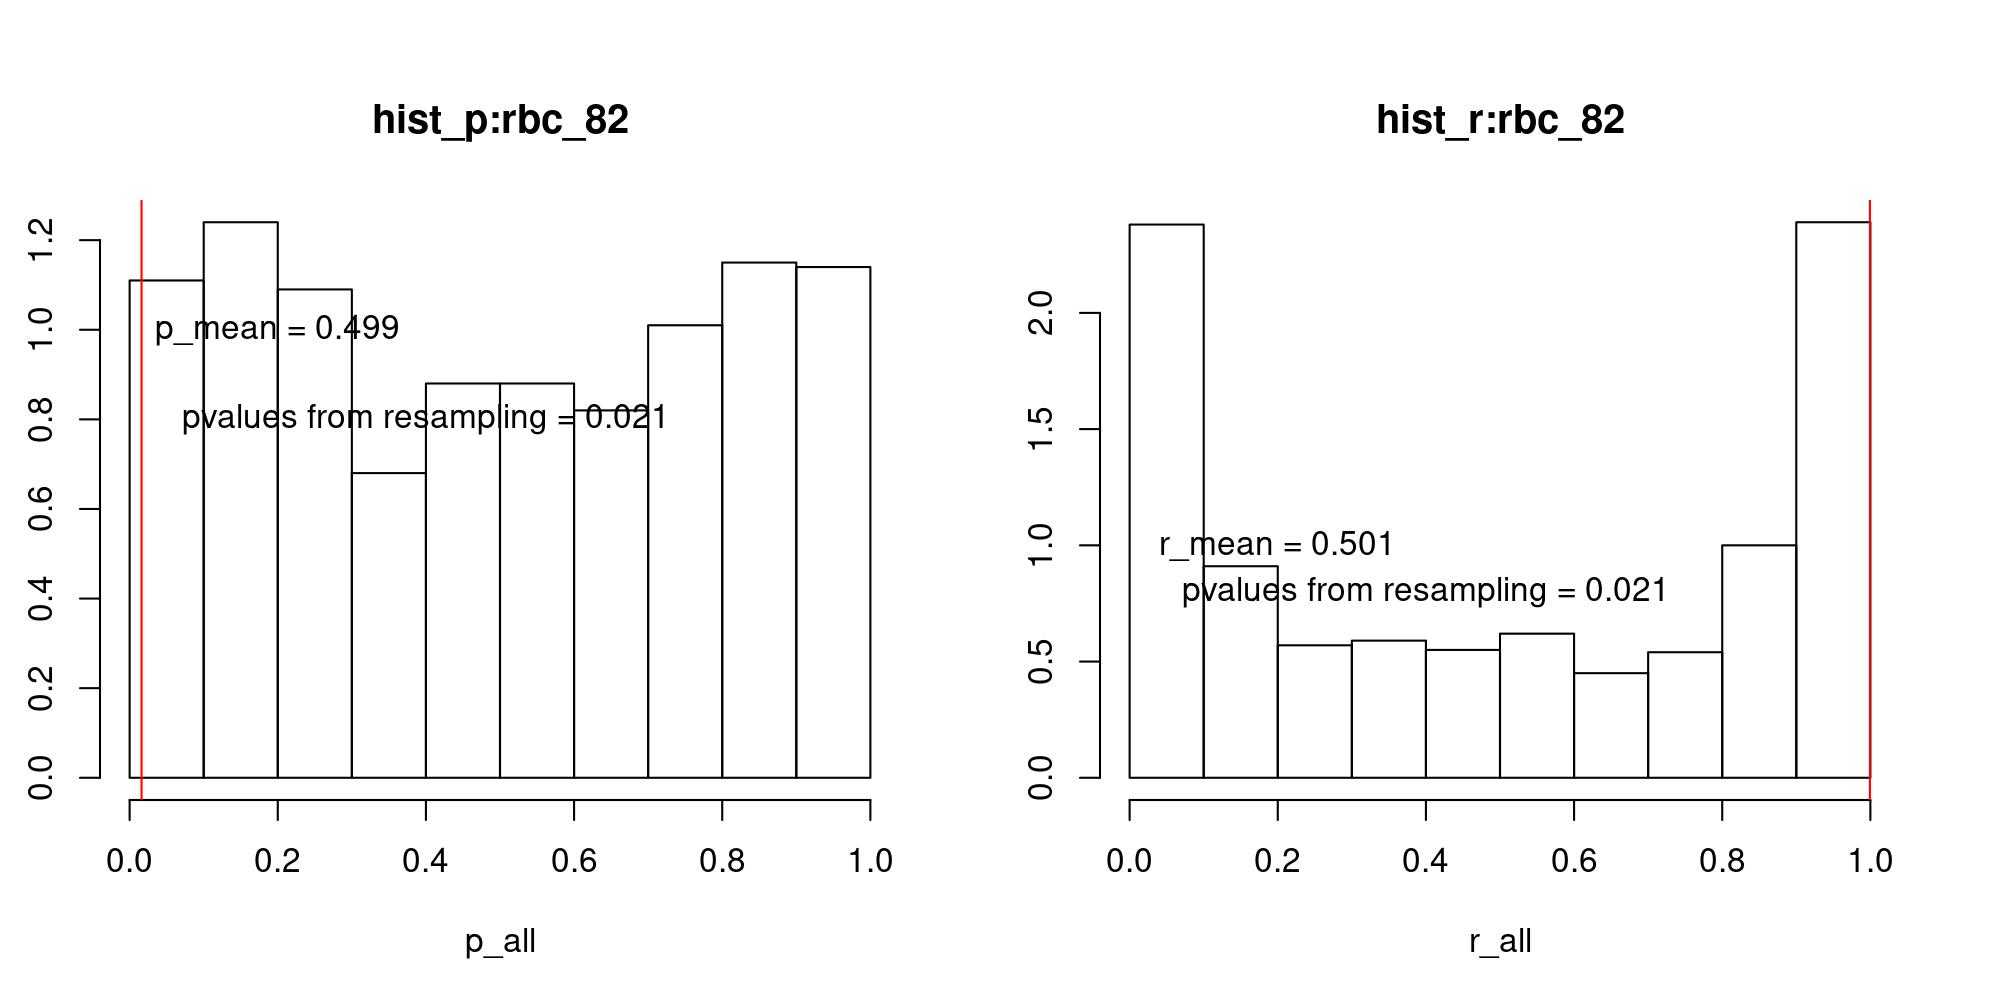 hist_p:rbc_82
1.2
1.0
0.8
0.6
0.4
0.2
0.0
p_mean = 0.499
pvalues from resampling = 0.021
0.0 0.2 0.4 0.6 0.8 1.0
p_all
hist_r:rbc_82
2.0
1.5
1.0
0.5
0.0
r_mean = 0.501
pvalues from resampling = 0.021
0.0 0.2 0.4 0.6 0.8 1.0
r_all